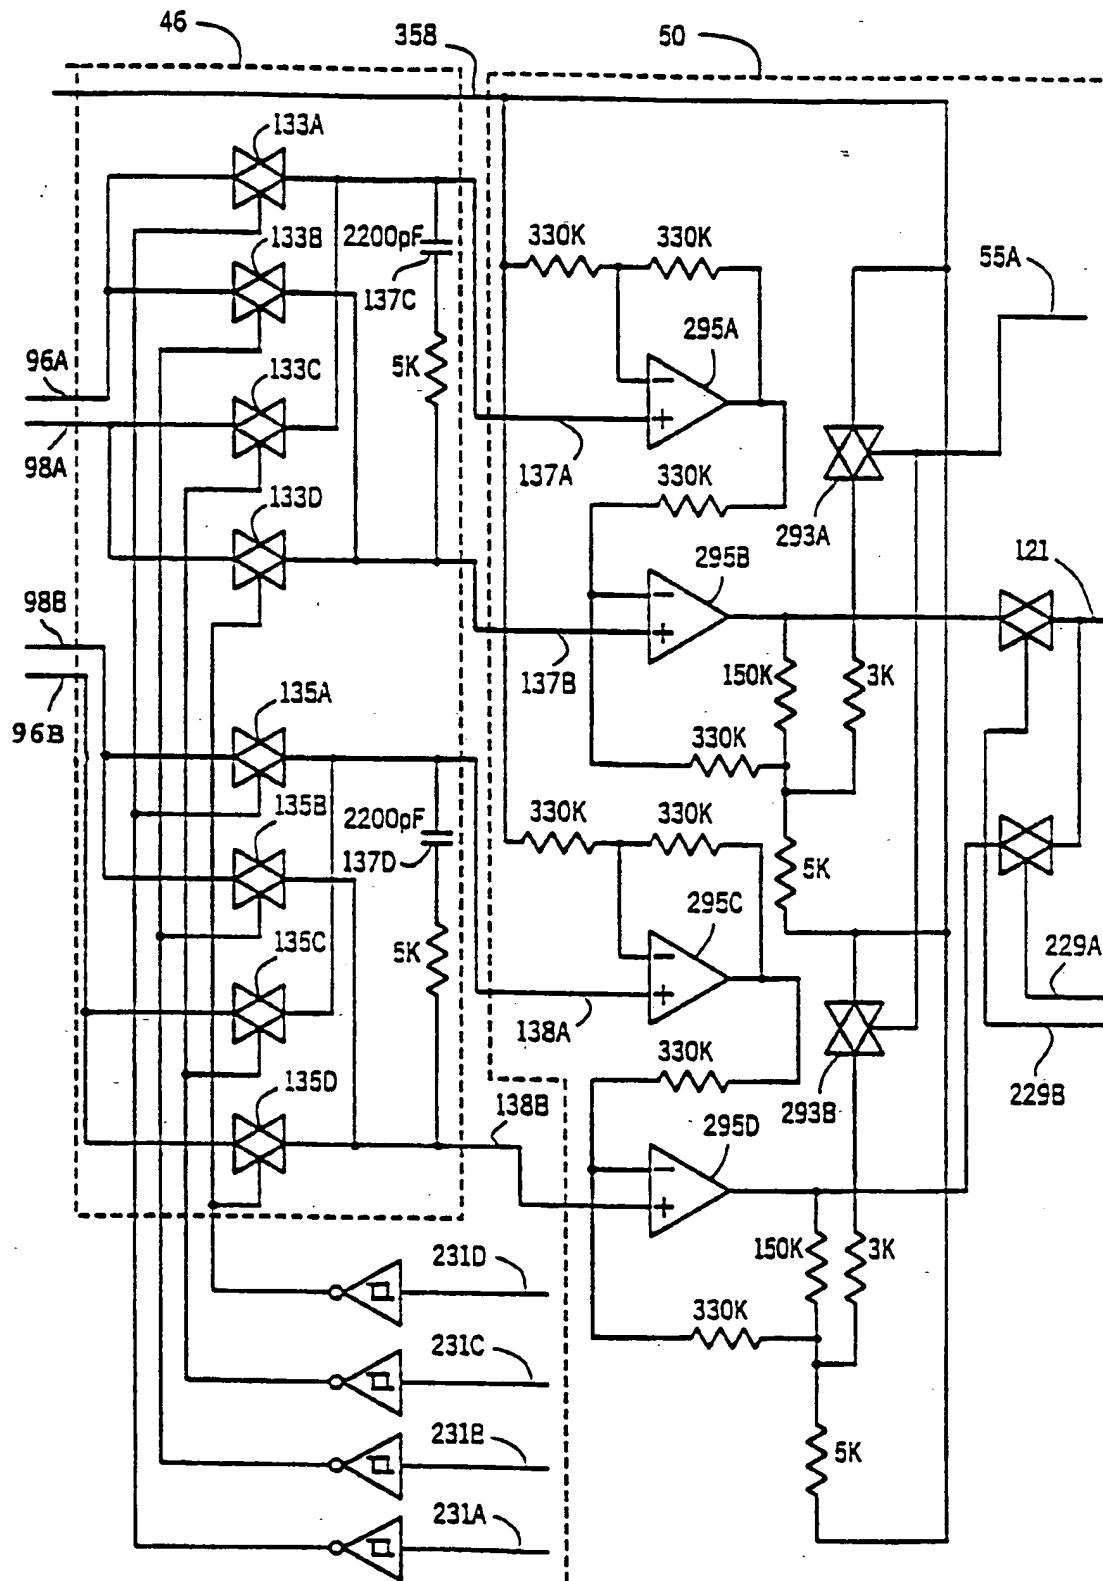 46
358
50
133A
133B
2200pF
137C
330K
330K
55A
96A
133C
5K
295A
98A
133D
137A
330K
293A
295B
121
98B
137B
150K
3K
96B
135A
330K
135B
2200pF
137D
330K
330K
5K
135C
5K
295C
229A
138A
330K
135D
138B
293B
229B
295D
231D
150K
3K
330K
231C
231B
5K
231A